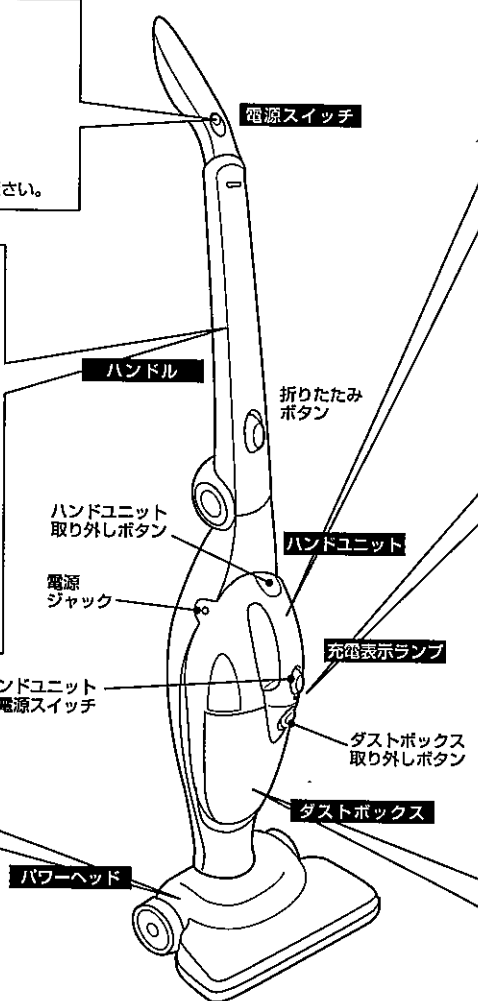 電源スイッチ
さい。
ハンドル
折りたたみ
ボタン
ハンドユニット
取り外しボタン
ハンドユニット
電源
ジャック
充電表示ランプ
ンドユニット
電源スイッチ
ダストボックス
取り外しボタン
ダストボックス
パワーヘッド